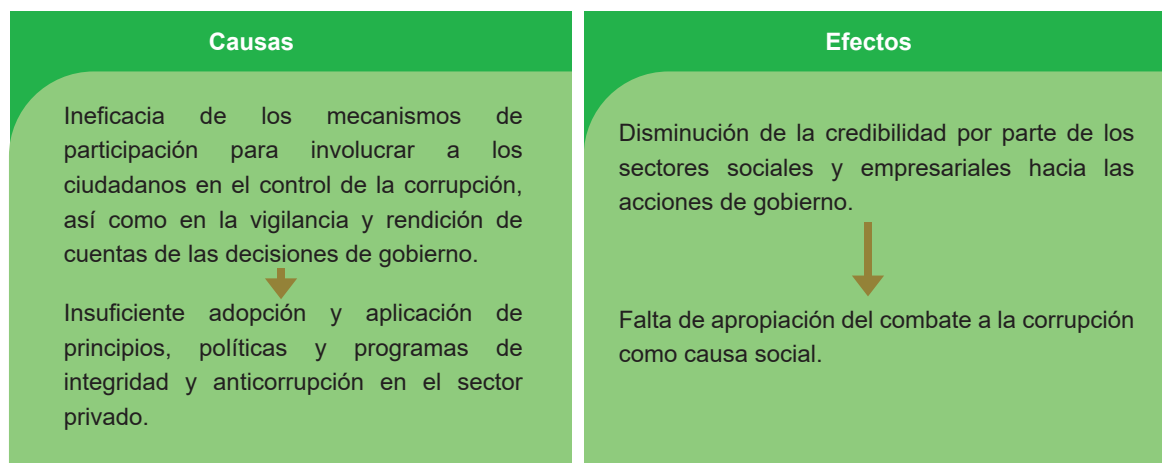 Causas
Ineficacia de los mecanismos de
participación para involucrar a los
ciudadanos en el control de la corrupción,
así como en la vigilancia y rendición de
cuentas de las decisiones de gobierno.
Insuficiente adopción y aplicación de
principios, políticas y programas de
integridad y anticorrupción en el sector
privado.
Efectos
Disminución de la credibilidad por parte de los
sectores sociales y empresariales hacia las
acciones de gobierno.
Falta de apropiación del combate a la corrupción
como causa social.